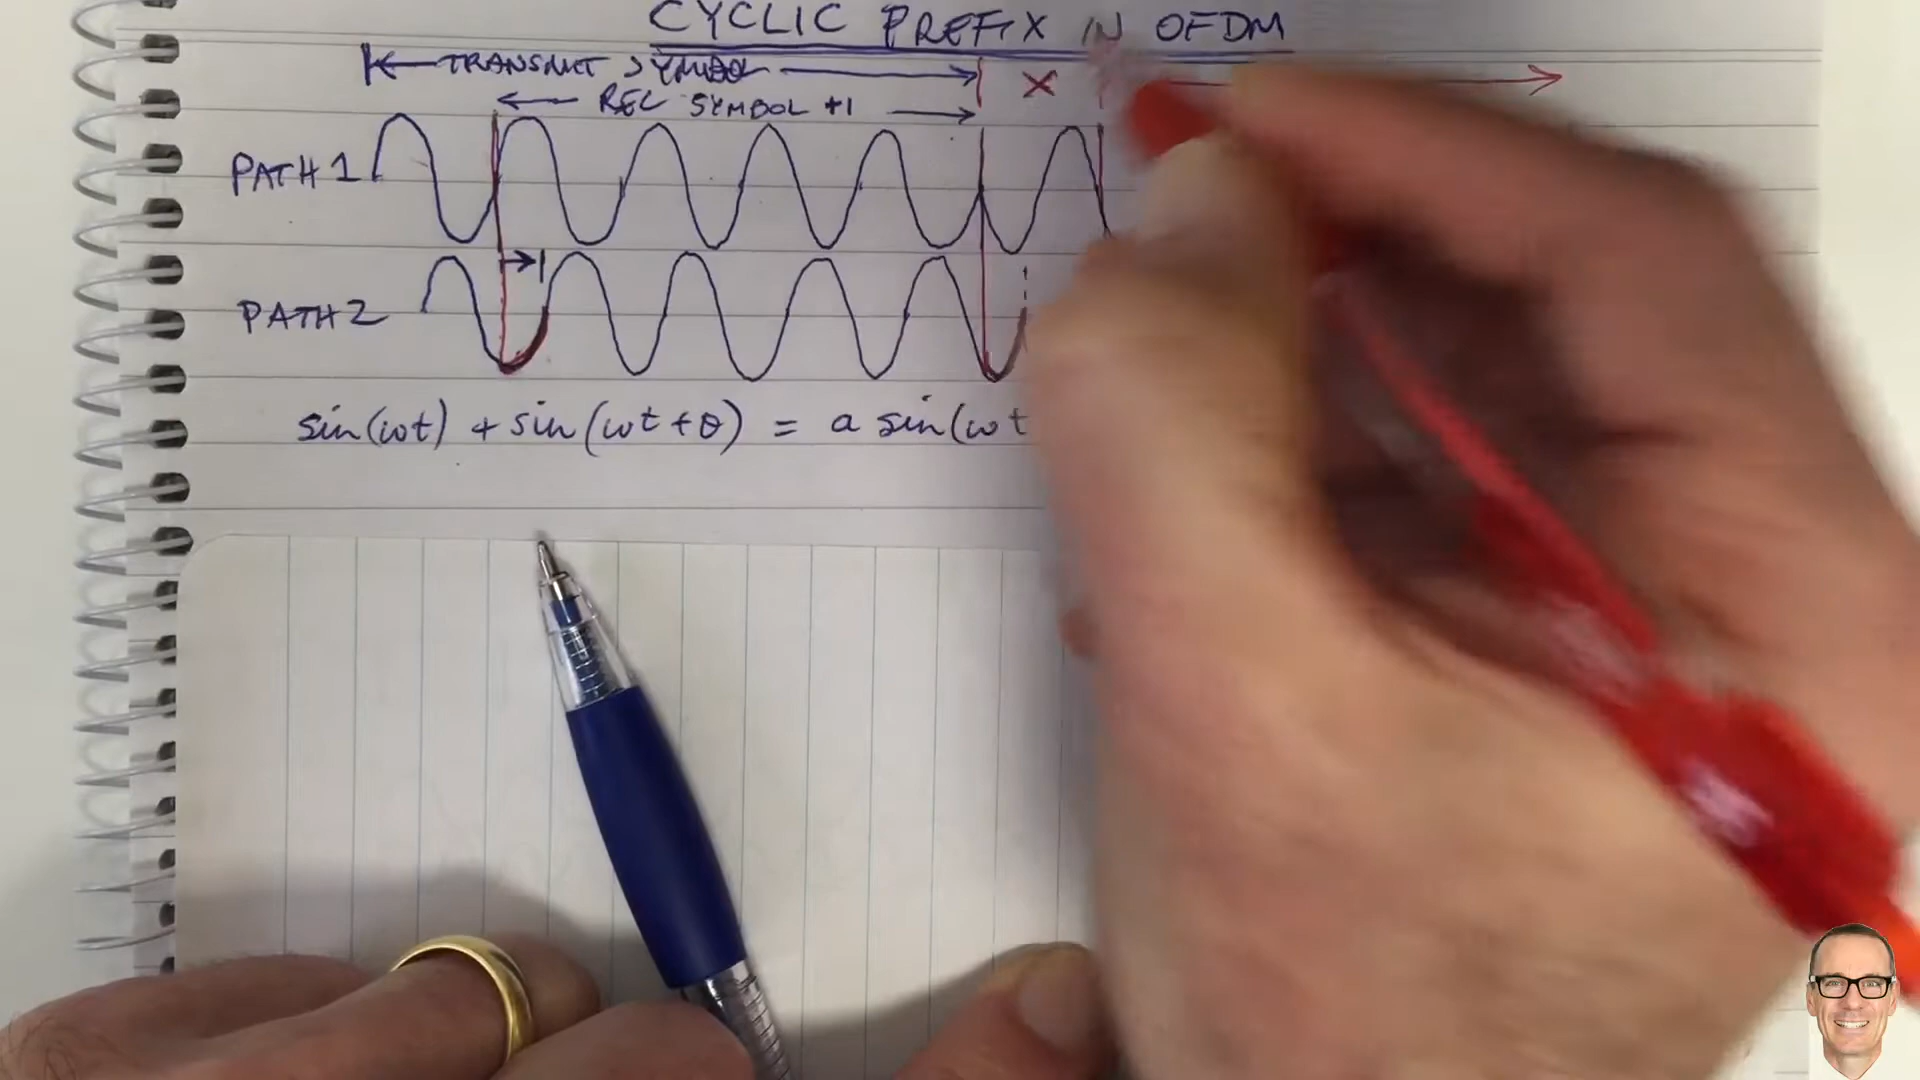 CYCLIC PREFIX IN OFDM
TRANSMIT SYMBOL X
REC SYMBOL +1
PATH 1
PATH 2
sin(ωt) + sin(ωt + θ) = a sin(ωt